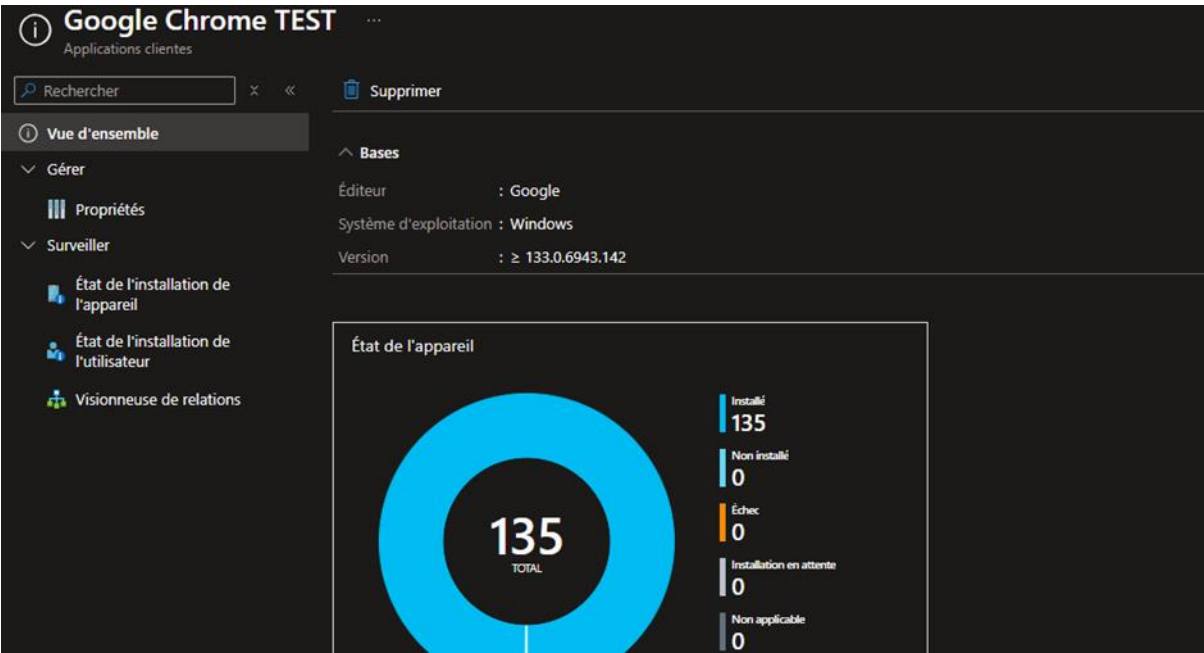 Google Chrome TEST ...
Applications clientes
Rechercher
Supprimer
Vue d'ensemble
Bases
Gérer
Éditeur : Google
Propriétés
Système d'exploitation : Windows
Surveiller
Version : ≥ 133.0.6943.142
État de l'installation de
l'appareil
État de l'installation de
l'utilisateur
Visionneuse de relations
État de l'appareil
135
TOTAL
Installé
135
Non installé
0
Échec
0
Installation en attente
0
Non applicable
0